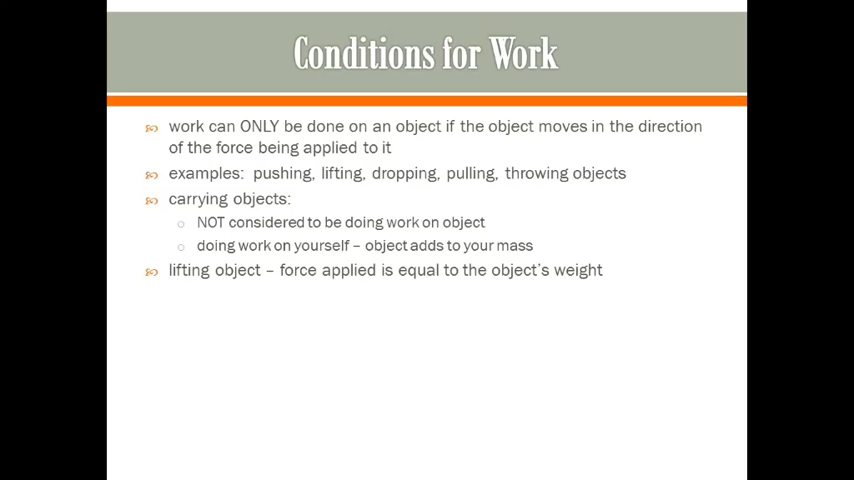 Conditions for Work
work can ONLY be done on an object if the object moves in the direction
of the force being applied to it
examples: pushing, lifting, dropping, pulling, throwing objects
carrying objects:
NOT considered to be doing work on object
doing work on yourself – object adds to your mass
lifting object – force applied is equal to the object's weight